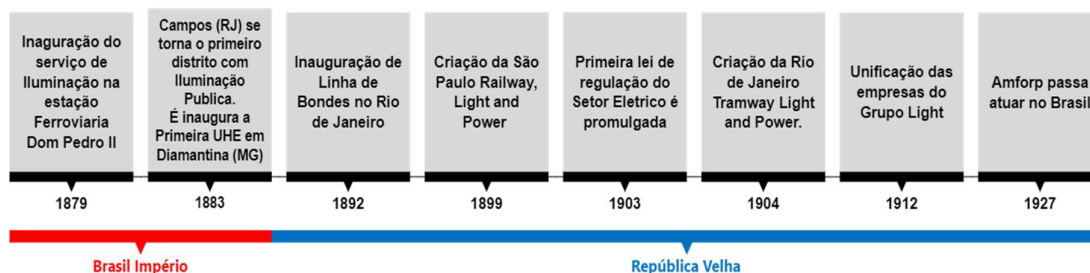 Inaguração do
serviço de
Iluminação na
estação
Ferroviaria
Dom Pedro II
Campos (RJ) se
torna o primeiro
distrito com
Iluminação
Publica.
É inaugura a
Primeira UHE em
Diamantina (MG)
Inauguração de
Linha de
Bondes no Rio
de Janeiro
Criação da São
Paulo Railway,
Light and
Power
Primeira lei de
regulação do
Setor Eletrico é
promulgada
Criação da Rio
de Janeiro
Tramway Light
and Power.
Unificação das
empresas do
Grupo Light
Amforp passa
atuar no Brasil
1879
1883
1892
1899
1903
1904
1912
1927
Brasil Império
República Velha